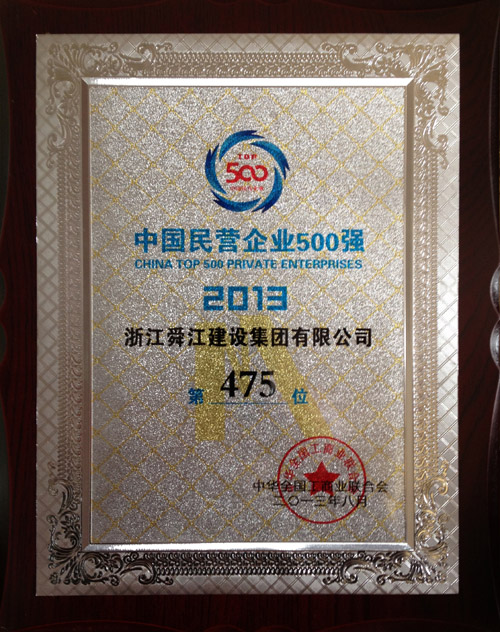 TOP
500
中国民营企业500强
CHINA TOP 500 PRIVATE ENTERPRISES
2013
浙江舜江建设集团有限公司
第 475 位
中华全国工商业联合会
二〇一三年八月